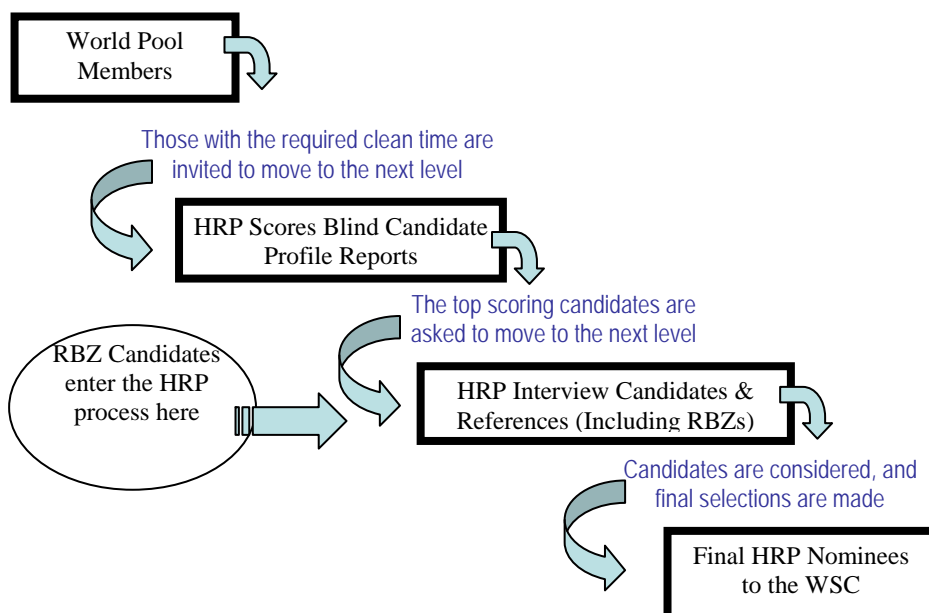 World Pool
Members
Those with the required clean time are
invited to move to the next level
HRP Scores Blind Candidate
Profile Reports
The top scoring candidates are
asked to move to the next level
RBZ Candidates
enter the HRP
process here
HRP Interview Candidates &
References (Including RBZs)
Candidates are considered, and
final selections are made
Final HRP Nominees
to the WSC